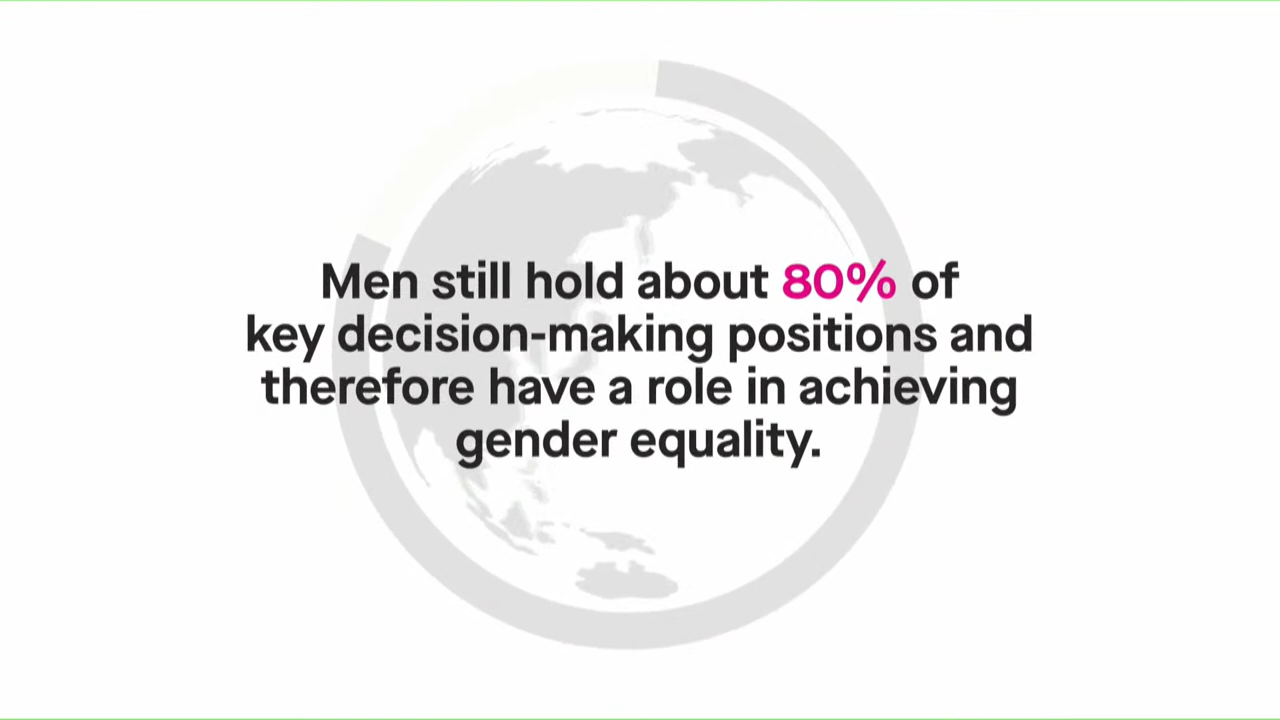 Men still hold about 80% of
key decision-making positions and
therefore have a role in achieving
gender equality.